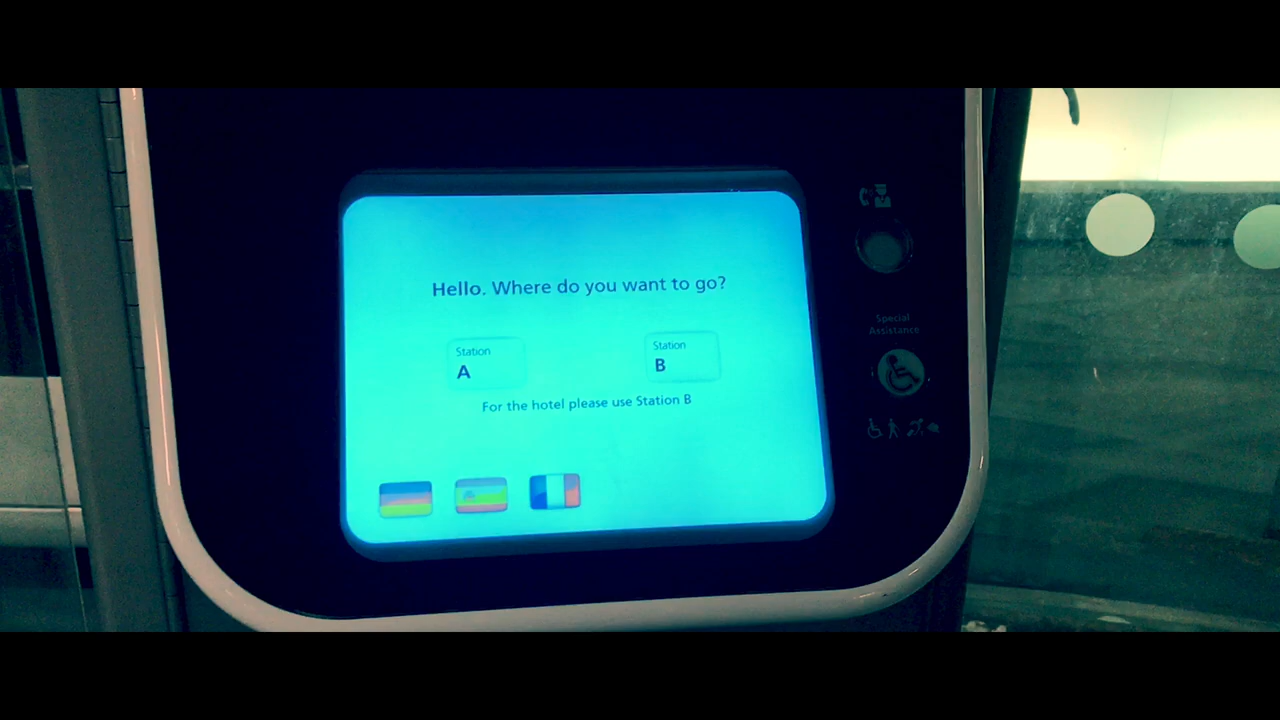 Hello. Where do you want to go?
Station
A
Station
B
For the hotel please use Station B
Special
Assistance